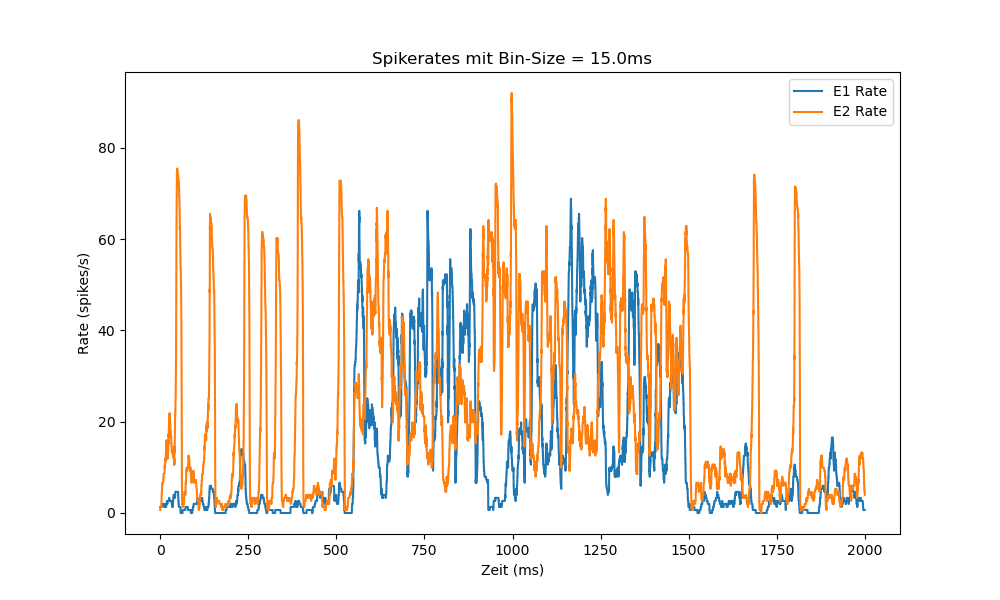 Spikerates mit Bin-Size = 15.0ms
E1 Rate
E2 Rate
Rate (spikes/s)
80
60
40
20
0
0 250 500 750 1000 1250 1500 1750 2000
Zeit (ms)